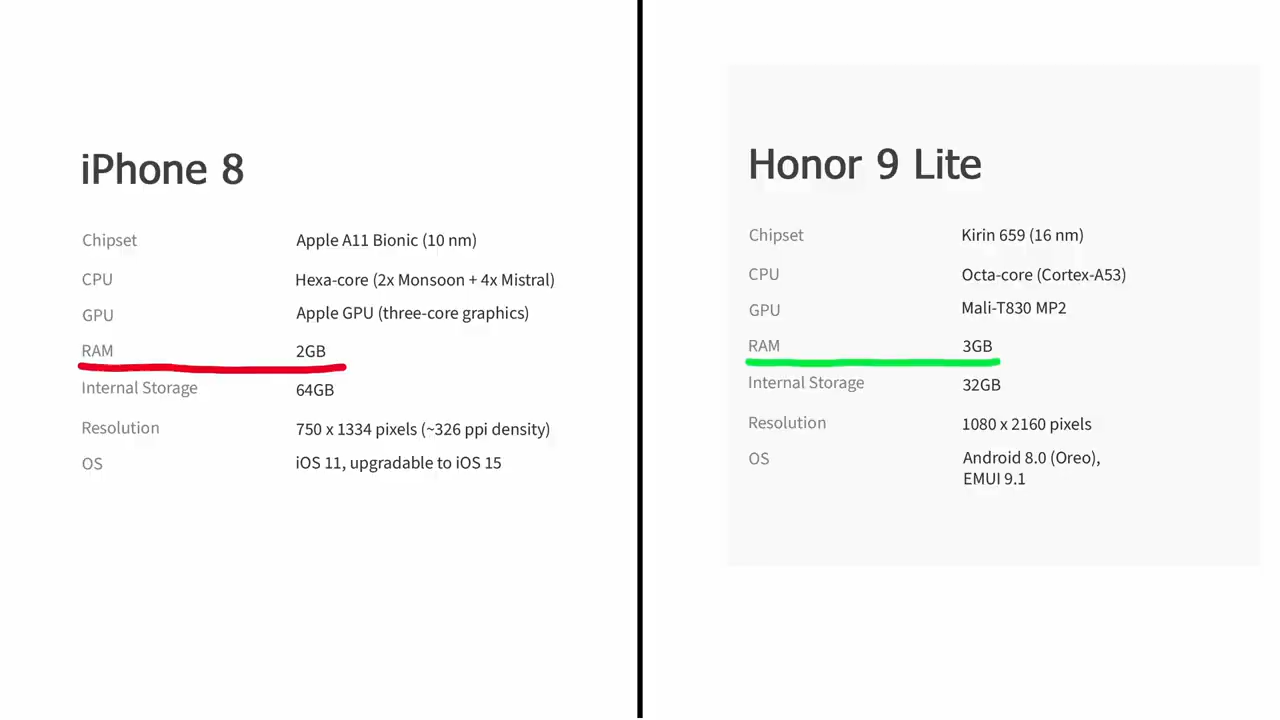 iPhone 8
Chipset Apple A11 Bionic (10 nm)
CPU Hexa-core (2x Monsoon + 4x Mistral)
GPU Apple GPU (three-core graphics)
RAM 2GB
Internal Storage 64GB
Resolution 750 x 1334 pixels (~326 ppi density)
OS iOS 11, upgradable to iOS 15
Honor 9 Lite
Chipset Kirin 659 (16 nm)
CPU Octa-core (Cortex-A53)
GPU Mali-T830 MP2
RAM 3GB
Internal Storage 32GB
Resolution 1080 x 2160 pixels
OS Android 8.0 (Oreo),
EMUI 9.1